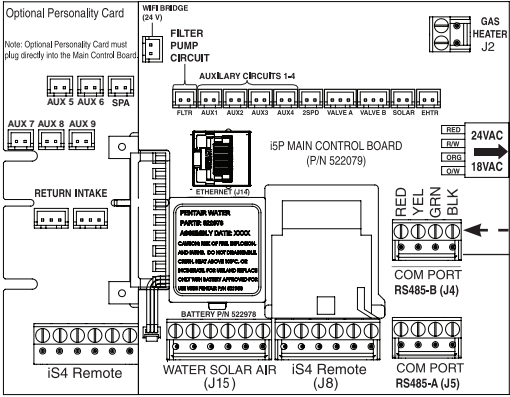 Optional Personality Card
Note: Optional Personality Card must
plug directly into the Main Control Board.
WIFI BRIDGE
(24 V)
FILTER
PUMP
CIRCUIT
GAS
HEATER
J2
AUXILARY CIRCUITS 1-4
AUX 5 AUX 6 SPA
FLTR AUX1 AUX2 AUX3 AUX4 2SPD VALVE A VALVE B SOLAR EHTR
AUX 7 AUX 8 AUX 9
i5P MAIN CONTROL BOARD
(P/N 522079)
RED
R/W
ORG
O/W
24VAC
18VAC
ETHERNET (J14)
RETURN INTAKE
RED
YEL
GRN
BLK
PENTAIR WATER
PART#: 522978
ASSEMBLY DATE: XXXX
BATTERY P/N 522978
COM PORT
RS485-B (J4)
iS4 Remote
WATER SOLAR AIR
(J15)
iS4 Remote
(J8)
COM PORT
RS485-A (J5)